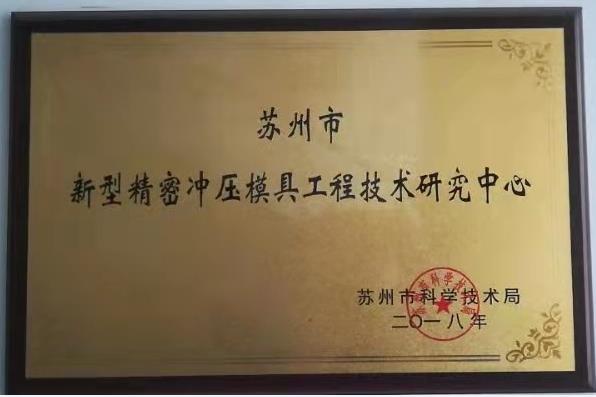 苏州市
新型精密冲压模具工程技术研究中心
苏州市科学技术局
二〇一八年